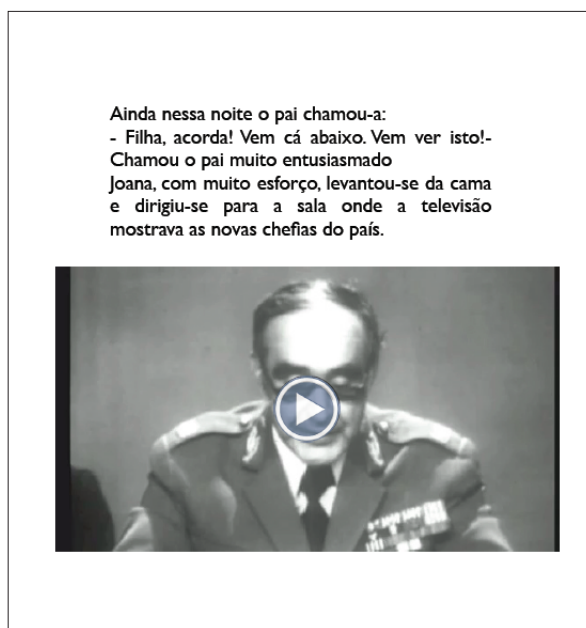 Ainda nessa noite o pai chamou-a:
- Filha, acorda! Vem cá abaixo. Vem ver isto!-
Chamou o pai muito entusiasmado
Joana, com muito esforço, levantou-se da cama
e dirigiu-se para a sala onde a televisão
mostrava as novas chefias do país.